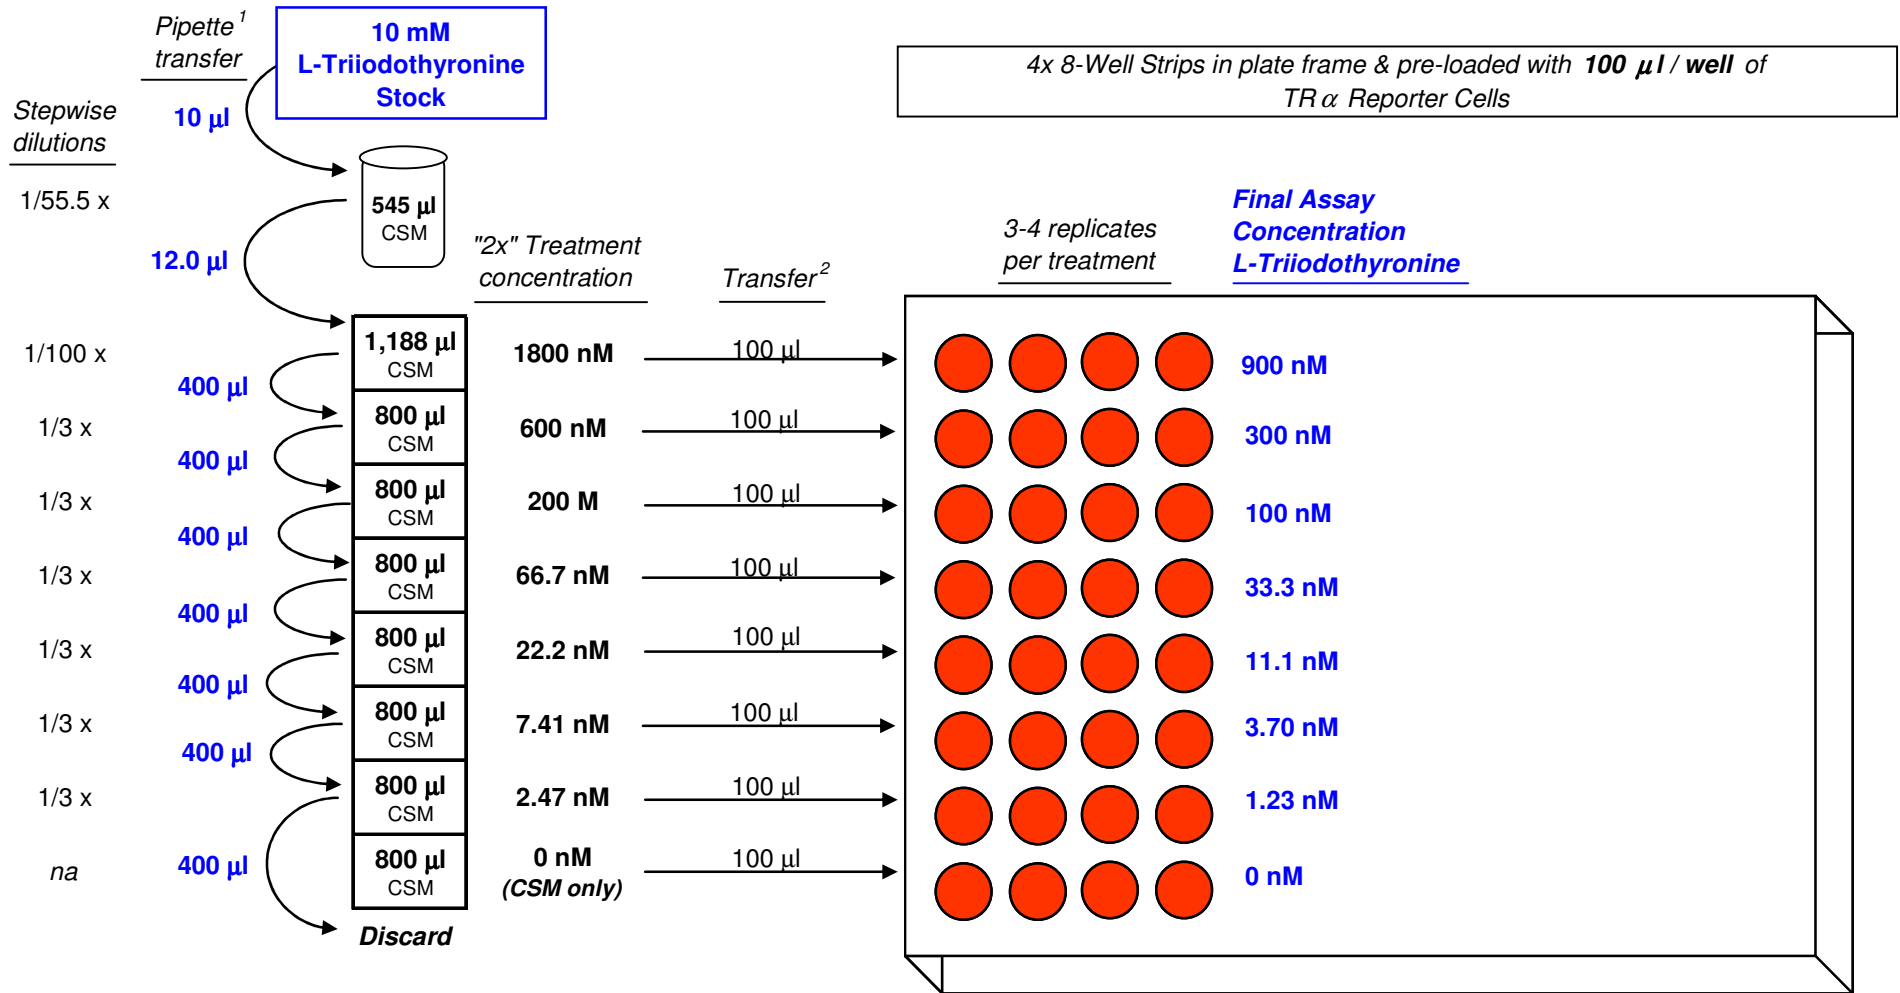 Pipette 1
transfer
10 mM
L-Triiodothyronine
Stock
4x 8-Well Strips in plate frame & pre-loaded with 100 µl / well of
TR α Reporter Cells
Stepwise
dilutions
10 µl
1/55.5 x
545 µl
CSM
12.0 µl
"2x" Treatment
concentration
Transfer 2
3-4 replicates
per treatment
Final Assay
Concentration
L-Triiodothyronine
1/100 x
1,188 µl
CSM
1800 nM
100 µl
900 nM
400 µl
1/3 x
800 µl
CSM
600 nM
100 µl
300 nM
400 µl
1/3 x
800 µl
CSM
200 M
100 µl
100 nM
400 µl
1/3 x
800 µl
CSM
66.7 nM
100 µl
33.3 nM
400 µl
1/3 x
800 µl
CSM
22.2 nM
100 µl
11.1 nM
400 µl
1/3 x
800 µl
CSM
7.41 nM
100 µl
3.70 nM
400 µl
1/3 x
800 µl
CSM
2.47 nM
100 µl
1.23 nM
400 µl
na
800 µl
CSM
0 nM
(CSM only)
100 µl
0 nM
Discard